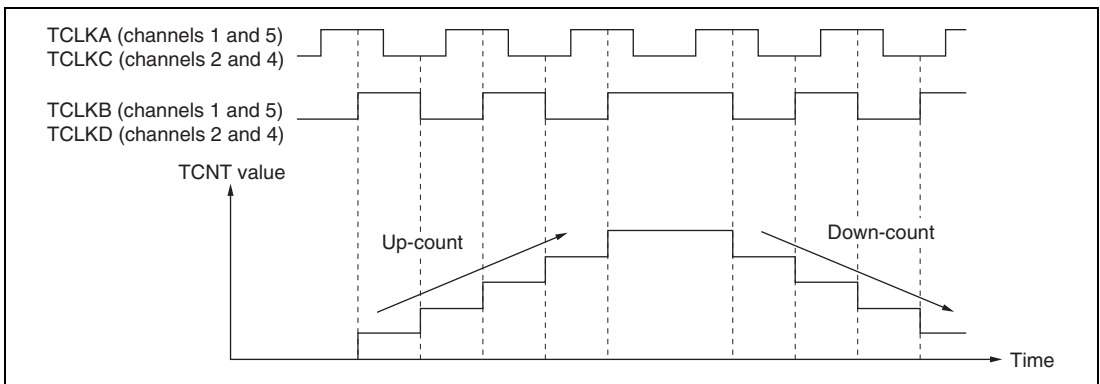 TCLKA (channels 1 and 5)
TCLKC (channels 2 and 4)
TCLKB (channels 1 and 5)
TCLKD (channels 2 and 4)
TCNT value
Up-count
Down-count
Time